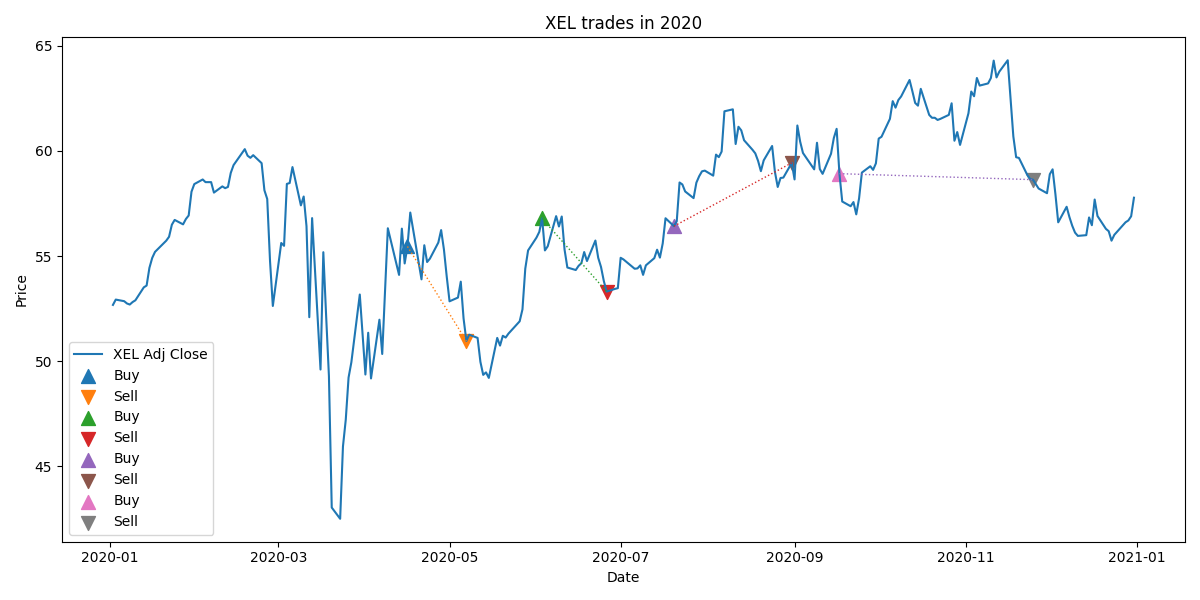 XEL trades in 2020
65
60
55
50
45
Price
XEL Adj Close
Buy
Sell
Buy
Sell
Buy
Sell
Buy
Sell
2020-01
2020-03
2020-05
2020-07
2020-09
2020-11
2021-01
Date